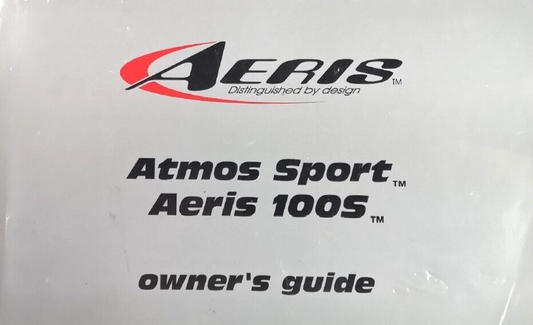 AERIS™
Distinguished by design
Atmos Sport™
Aeris 100S™
owner's guide